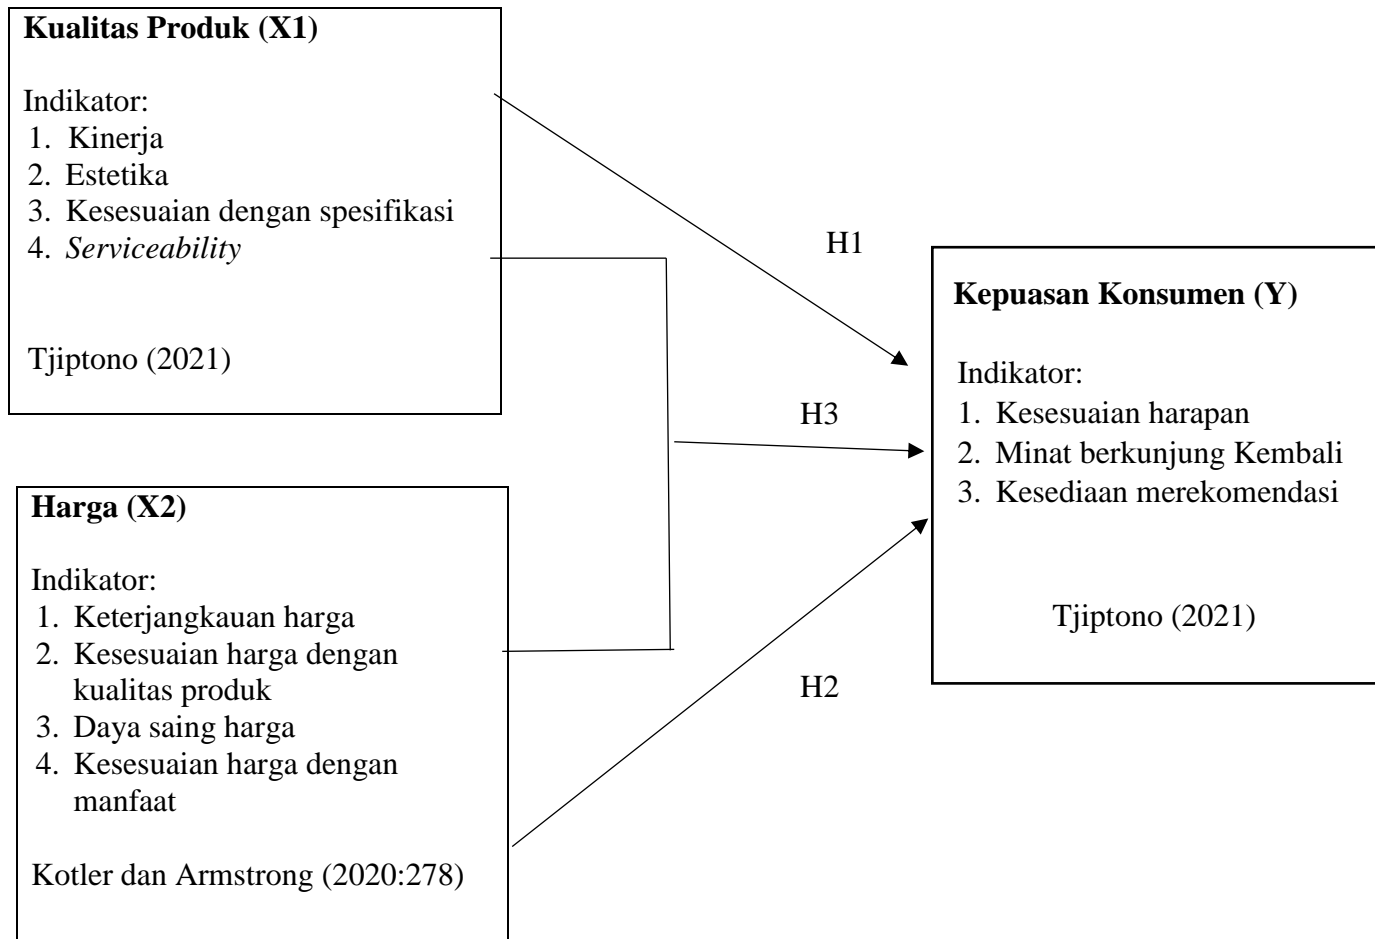 Kualitas Produk (X1)
Indikator:
1. Kinerja
2. Estetika
3. Kesesuaian dengan spesifikasi
4. Serviceability
Tjiptono (2021)
Harga (X2)
Indikator:
1. Keterjangkauan harga
2. Kesesuaian harga dengan
kualitas produk
3. Daya saing harga
4. Kesesuaian harga dengan
manfaat
Kotler dan Armstrong (2020:278)
H1
H3
H2
Kepuasan Konsumen (Y)
Indikator:
1. Kesesuaian harapan
2. Minat berkunjung Kembali
3. Kesediaan merekomendasi
Tjiptono (2021)